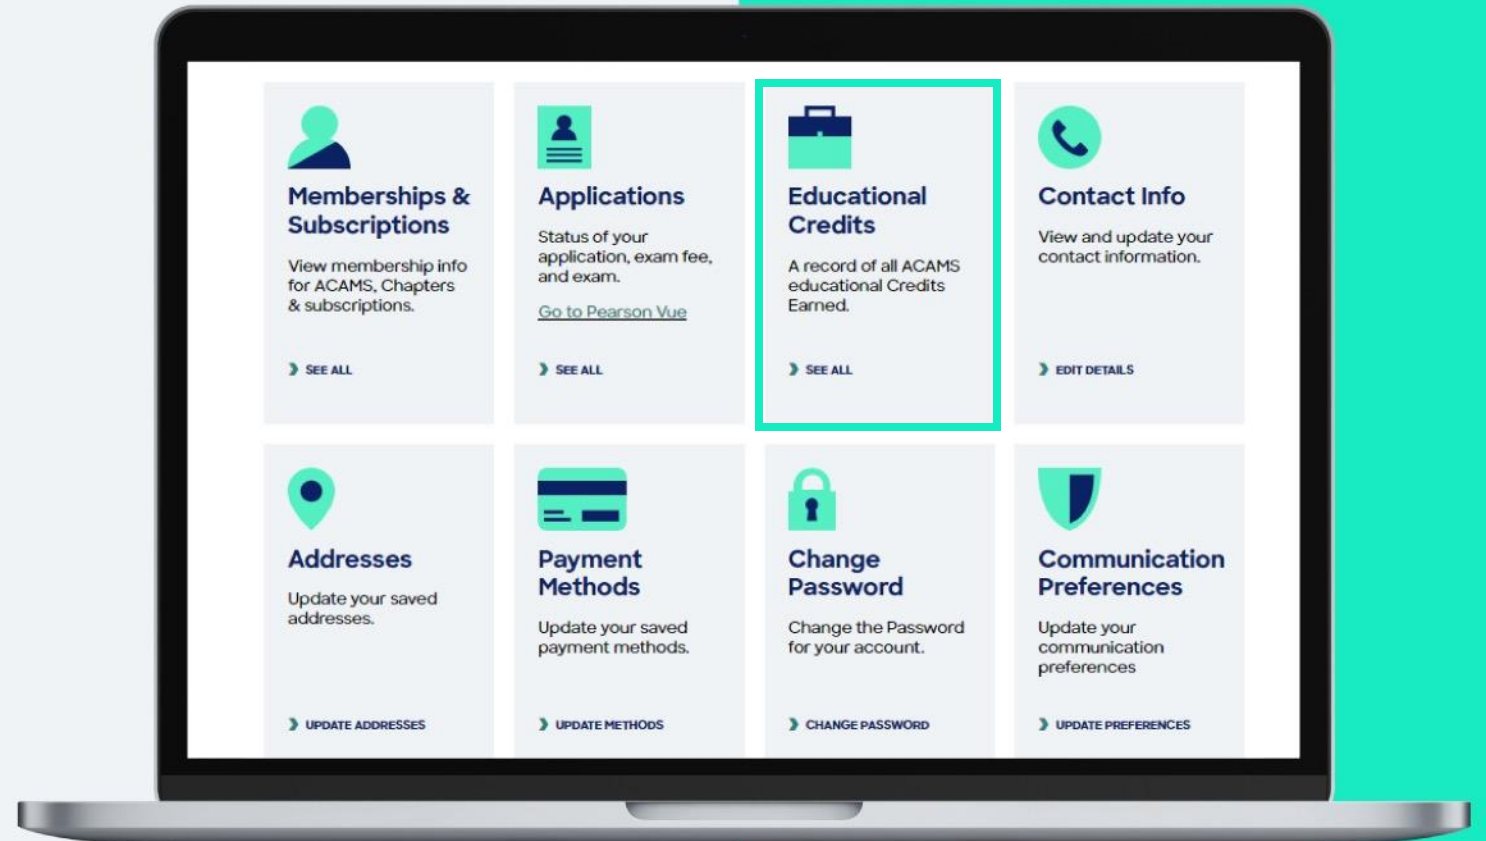 Memberships &
Subscriptions
View membership info
for ACAMS, Chapters
& subscriptions.
SEE ALL
Applications
Status of your
application, exam fee,
and exam.
Go to Pearson Vue
SEE ALL
Educational
Credits
A record of all ACAMS
educational Credits
Earned.
SEE ALL
Contact Info
View and update your
contact information.
EDIT DETAILS
Addresses
Update your saved
addresses.
UPDATE ADDRESSES
Payment
Methods
Update your saved
payment methods.
UPDATE METHODS
Change
Password
Change the Password
for your account.
CHANGE PASSWORD
Communication
Preferences
Update your
communication
preferences
UPDATE PREFERENCES